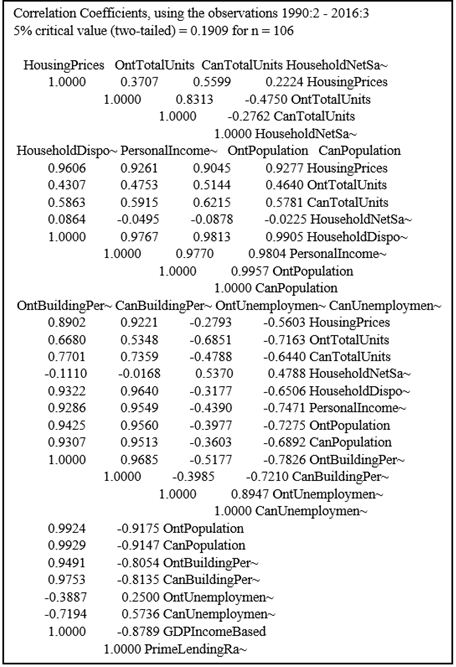 Correlation Coefficients, using the observations 1990:2 - 2016:3
5% critical value (two-tailed) = 0.1909 for n = 106
HousingPrices OntTotalUnits CanTotalUnits HouseholdNetSa~
1.0000 0.3707 0.5599 0.2224 HousingPrices
1.0000 0.8313 -0.4750 OntTotalUnits
1.0000 -0.2762 CanTotalUnits
1.0000 HouseholdNetSa~
HouseholdDispo~ PersonalIncome~ OntPopulation CanPopulation
0.9606 0.9261 0.9045 0.9277 HousingPrices
0.4307 0.4753 0.5144 0.4640 OntTotalUnits
0.5863 0.5915 0.6215 0.5781 CanTotalUnits
0.0864 -0.0495 -0.0878 -0.0225 HouseholdNetSa~
1.0000 0.9767 0.9813 0.9905 HouseholdDispo~
1.0000 0.9770 0.9804 PersonalIncome~
1.0000 0.9957 OntPopulation
1.0000 CanPopulation
OntBuildingPer~ CanBuildingPer~ OntUnemploymen~ CanUnemploymen~
0.8902 0.9221 -0.2793 -0.5603 HousingPrices
0.6680 0.5348 -0.6851 -0.7163 OntTotalUnits
0.7701 0.7359 -0.4788 -0.6440 CanTotalUnits
-0.1110 -0.0168 0.5370 0.4788 HouseholdNetSa~
0.9322 0.9640 -0.3177 -0.6506 HouseholdDispo~
0.9286 0.9549 -0.4390 -0.7471 PersonalIncome~
0.9425 0.9560 -0.3977 -0.7275 OntPopulation
0.9307 0.9513 -0.3603 -0.6892 CanPopulation
1.0000 0.9685 -0.5177 -0.7826 OntBuildingPer~
1.0000 -0.3985 -0.7210 CanBuildingPer~
1.0000 0.8947 OntUnemploymen~
1.0000 CanUnemploymen~
0.9924 -0.9175 OntPopulation
0.9929 -0.9147 CanPopulation
0.9491 -0.8054 OntBuildingPer~
0.9753 -0.8135 CanBuildingPer~
-0.3887 0.2500 OntUnemploymen~
-0.7194 0.5736 CanUnemploymen~
1.0000 -0.8789 GDPIncomeBased
1.0000 PrimeLendingRa~